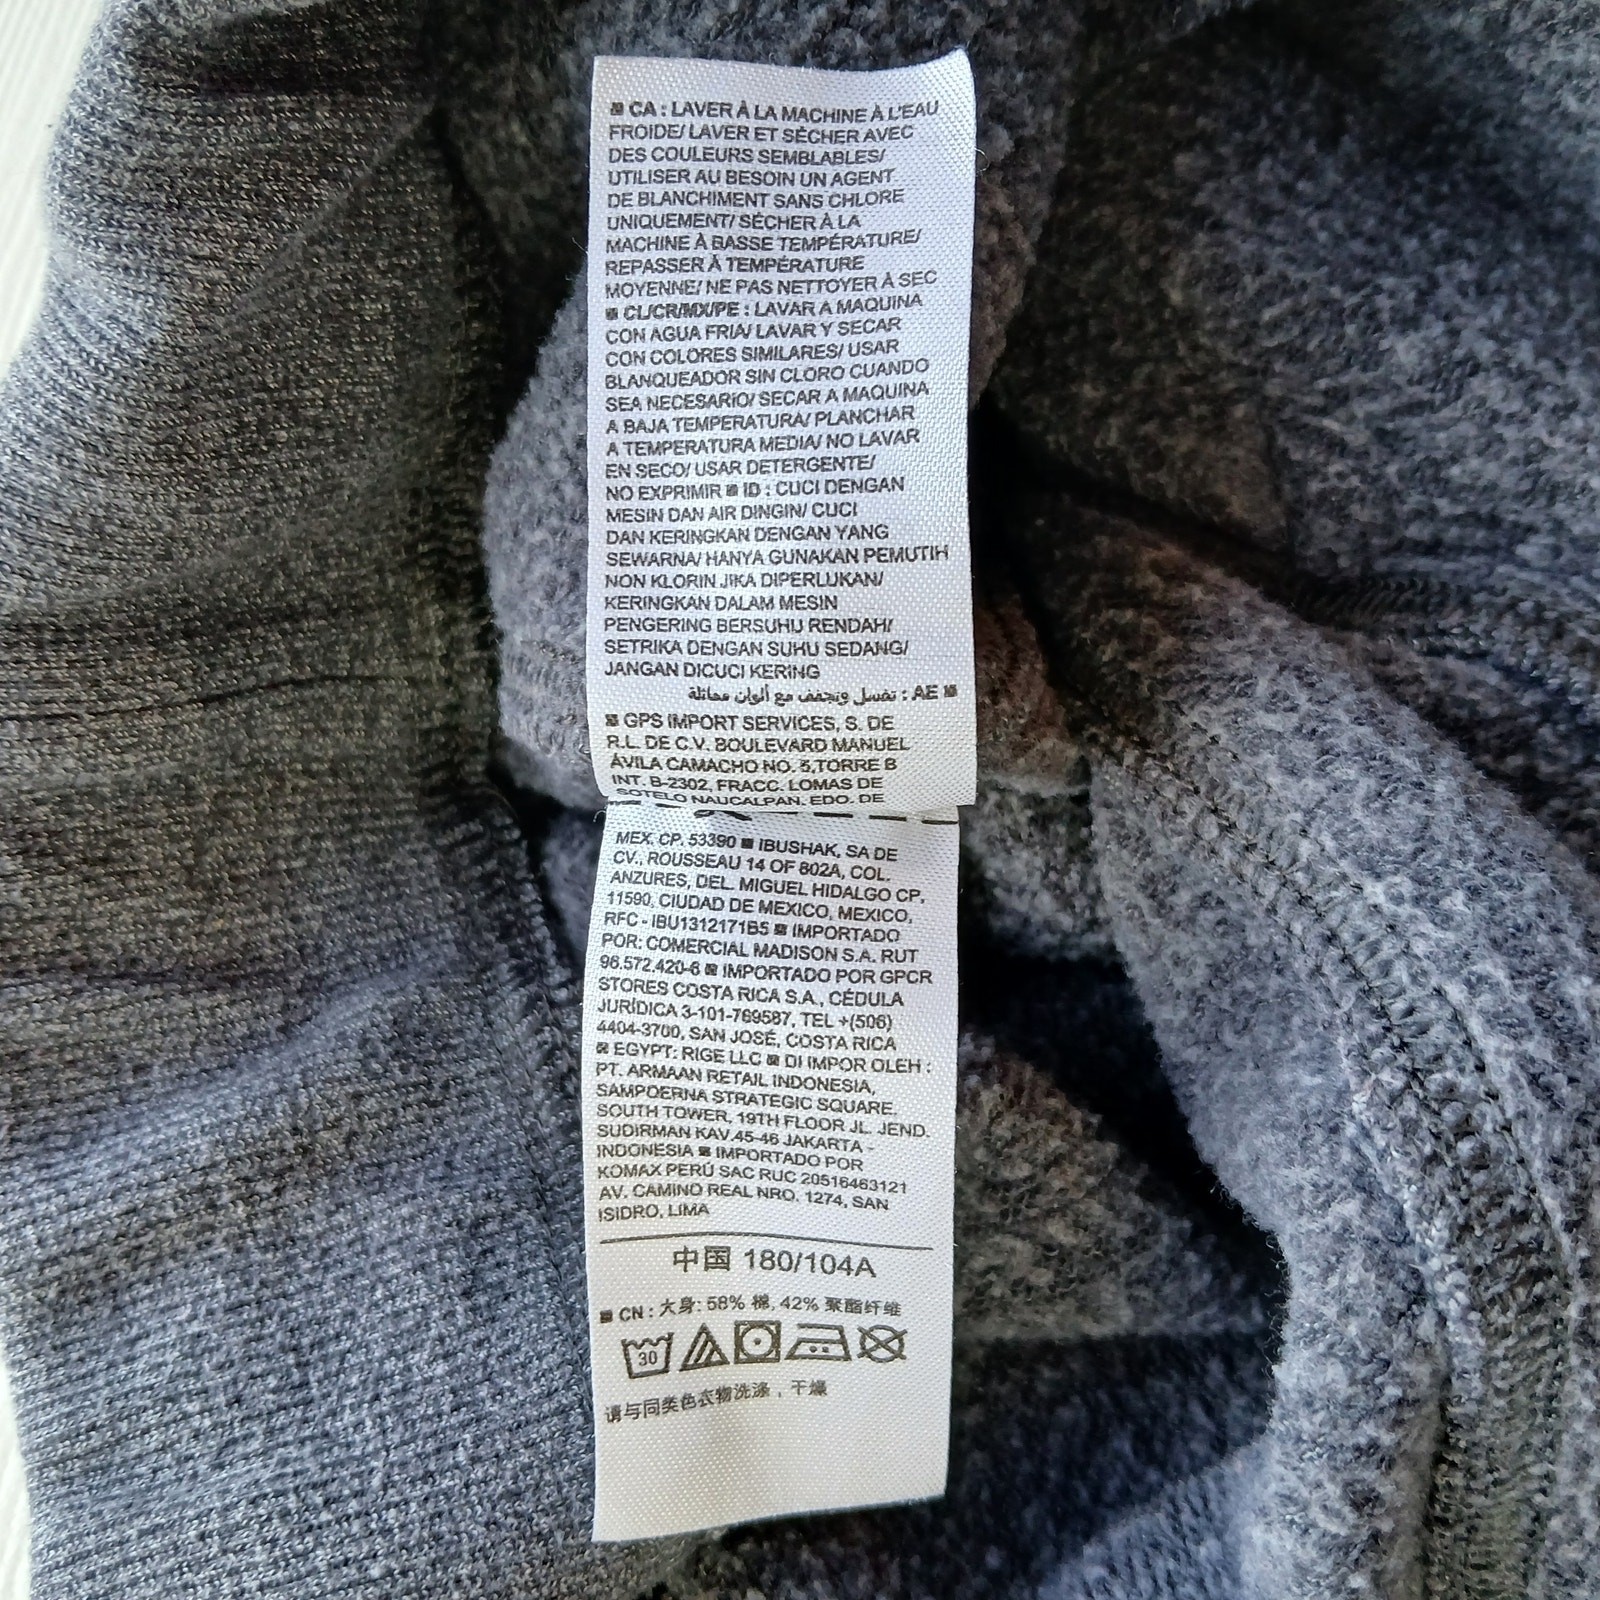 CA : LAVER À LA MACHINE À L'EAU
FROIDE/ LAVER ET SÉCHER AVEC
DES COULEURS SEMBLABLES/
UTILISER AU BESOIN UN AGENT
DE BLANCHIMENT SANS CHLORE
UNIQUEMENT/ SÉCHER À LA
MACHINE À BASSE TEMPÉRATURE/
REPASSER À TEMPÉRATURE
MOYENNE/ NE PAS NETTOYER À SEC
CL/CR/MX/PE : LAVAR A MAQUINA
CON AGUA FRIA/ LAVAR Y SECAR
CON COLORES SIMILARES/ USAR
BLANQUEADOR SIN CLORO CUANDO
SEA NECESARIO/ SECAR A MAQUINA
A BAJA TEMPERATURA/ PLANCHAR
A TEMPERATURA MEDIA/ NO LAVAR
EN SECO/ USAR DETERGENTE/
NO EXPRIMIR ID : CUCI DENGAN
MESIN DAN AIR DINGIN/ CUCI
DAN KERINGKAN DENGAN YANG
SEWARNA/ HANYA GUNAKAN PEMUTIH
NON KLORIN JIKA DIPERLUKAN/
KERINGKAN DALAM MESIN
PENGERING BERSUHU RENDAH/
SETRIKA DENGAN SUHU SEDANG/
JANGAN DICUCI KERING
AE : تغسل وتجفف مع ألوان مماثلة
GPS IMPORT SERVICES, S. DE
R.L. DE C.V. BOULEVARD MANUEL
ÁVILA CAMACHO NO. 5,TORRE B
INT. B-2302, FRACC. LOMAS DE
SOTELO NAUCALPAN, EDO. DE
MEX. CP. 53390 IBUSHAK, SA DE
CV., ROUSSEAU 14 OF 802A, COL.
ANZURES, DEL. MIGUEL HIDALGO CP,
11590, CIUDAD DE MEXICO, MEXICO,
RFC - IBU1312171B5 IMPORTADO
POR: COMERCIAL MADISON S.A. RUT
96.572.420-6 IMPORTADO POR GPCR
STORES COSTA RICA S.A., CÉDULA
JURÍDICA 3-101-769587, TEL +(506)
4404-3700, SAN JOSÉ, COSTA RICA
EGYPT: RIGE LLC DI IMPOR OLEH :
PT. ARMAAN RETAIL INDONESIA,
SAMPOERNA STRATEGIC SQUARE.
SOUTH TOWER, 19TH FLOOR JL. JEND.
SUDIRMAN KAV.45-46 JAKARTA -
INDONESIA IMPORTADO POR
KOMAX PERÚ SAC RUC 20516463121
AV. CAMINO REAL NRO. 1274, SAN
ISIDRO, LIMA
中国 180/104A
CN : 大身: 58% 棉, 42% 聚酯纤维
30
请与同类色衣物洗涤，干燥